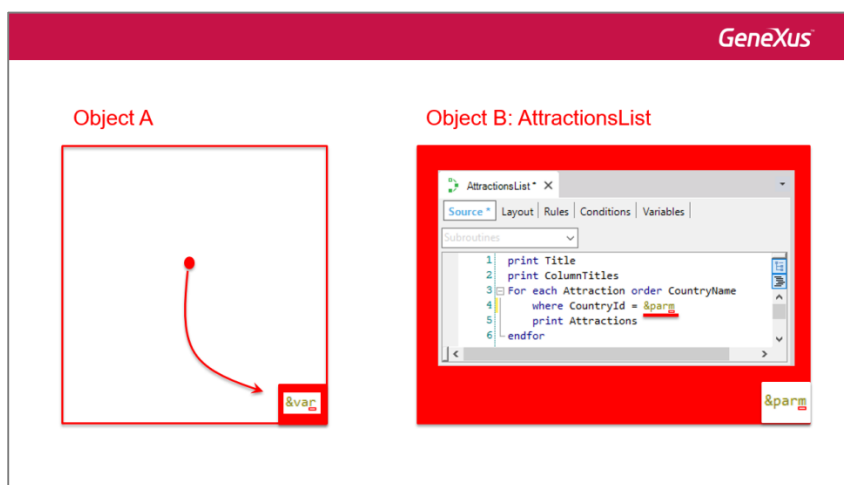 GeneXus
Object A
Object B: AttractionsList
AttractionsList*
Source * Layout Rules Conditions Variables
Subroutines
1 print Title
2 print ColumnTitles
3 For each Attraction order CountryName
4 where CountryId = &parm
5 print Attractions
6 endfor
&var
&parm